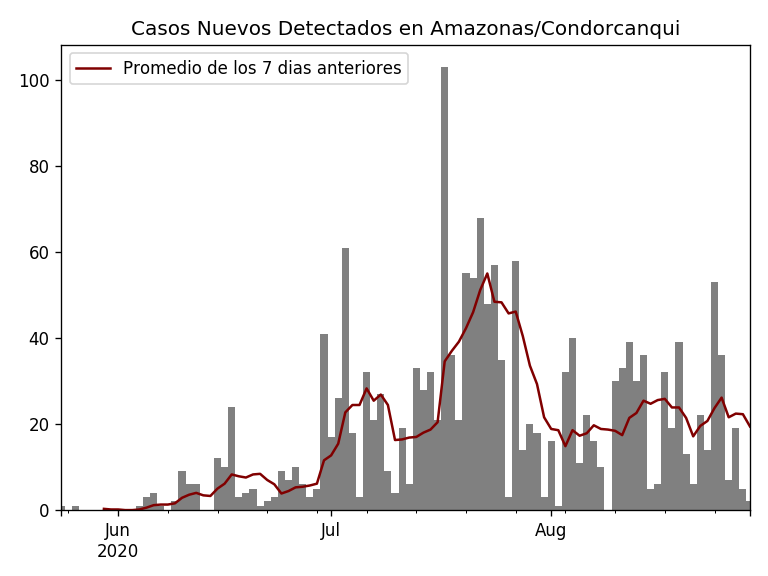 Casos Nuevos Detectados en Amazonas/Condorcanqui
Promedio de los 7 dias anteriores
100
80
60
40
20
0
Jun
2020
Jul
Aug